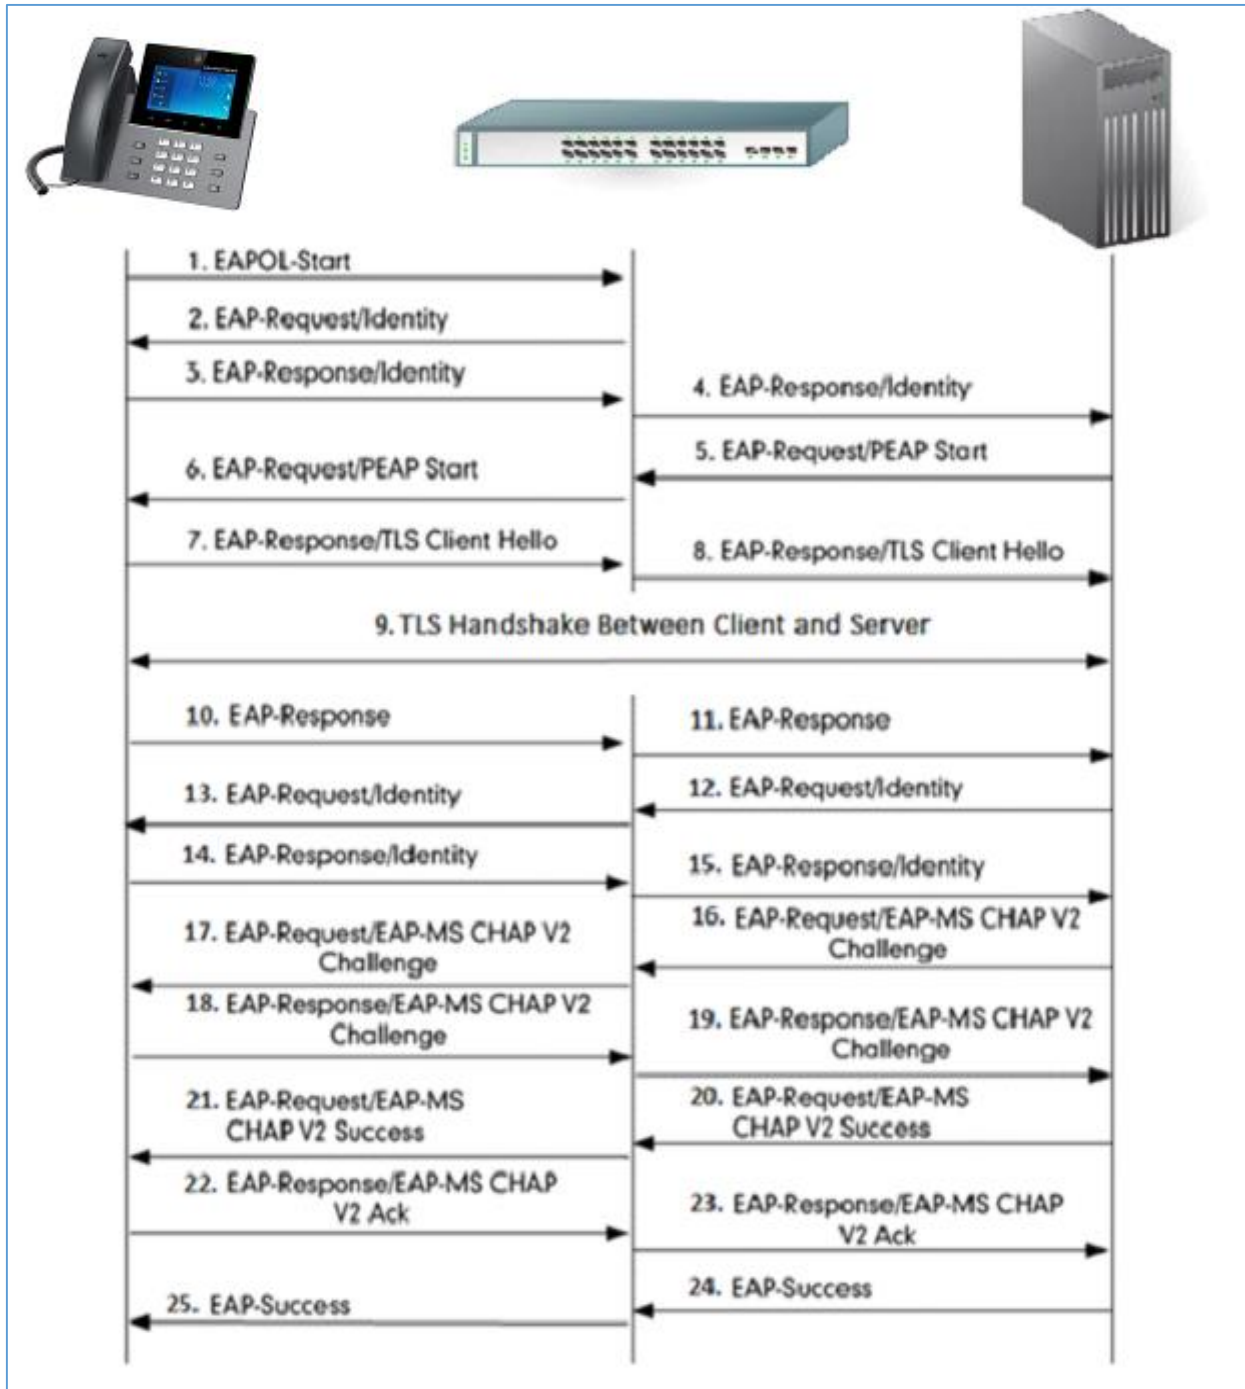 1. EAPOL-Start
2. EAP-Request/Identity
3. EAP-Response/Identity
4. EAP-Response/Identity
5. EAP-Request/PEAP Start
6. EAP-Request/PEAP Start
7. EAP-Response/TLS Client Hello
8. EAP-Response/TLS Client Hello
9. TLS Handshake Between Client and Server
10. EAP-Response
11. EAP-Response
12. EAP-Request/Identity
13. EAP-Request/Identity
14. EAP-Response/Identity
15. EAP-Response/Identity
16. EAP-Request/EAP-MS CHAP V2
Challenge
17. EAP-Request/EAP-MS CHAP V2
Challenge
18. EAP-Response/EAP-MS CHAP V2
Challenge
19. EAP-Response/EAP-MS CHAP V2
Challenge
20. EAP-Request/EAP-MS
CHAP V2 Success
21. EAP-Request/EAP-MS
CHAP V2 Success
22. EAP-Response/EAP-MS CHAP
V2 Ack
23. EAP-Response/EAP-MS CHAP
V2 Ack
24. EAP-Success
25. EAP-Success